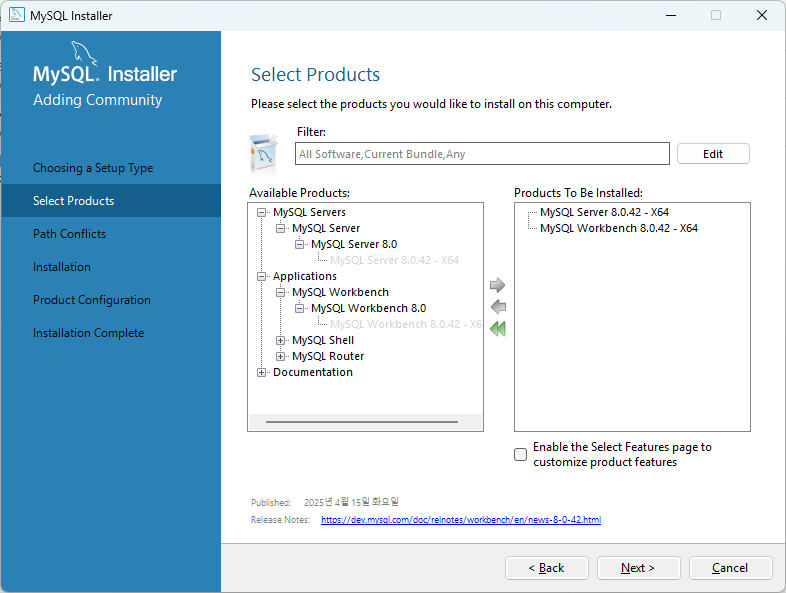 MySQL Installer
MySQL. Installer
Adding Community
Choosing a Setup Type
Select Products
Path Conflicts
Installation
Product Configuration
Installation Complete
Select Products
Please select the products you would like to install on this computer.
Filter:
All Software,Current Bundle,Any
Edit
Available Products:
MySQL Servers
MySQL Server
MySQL Server 8.0
MySQL Server 8.0.42 - X64
Applications
MySQL Workbench
MySQL Workbench 8.0
MySQL Workbench 8.0.42 - X6
MySQL Shell
MySQL Router
Documentation
Products To Be Installed:
MySQL Server 8.0.42 - X64
MySQL Workbench 8.0.42 - X64
Enable the Select Features page to
customize product features
Published: 2025년 4월 15일 화요일
Release Notes: https://dev.mysql.com/doc/relnotes/workbench/en/news-8-0-42.html
< Back
Next >
Cancel